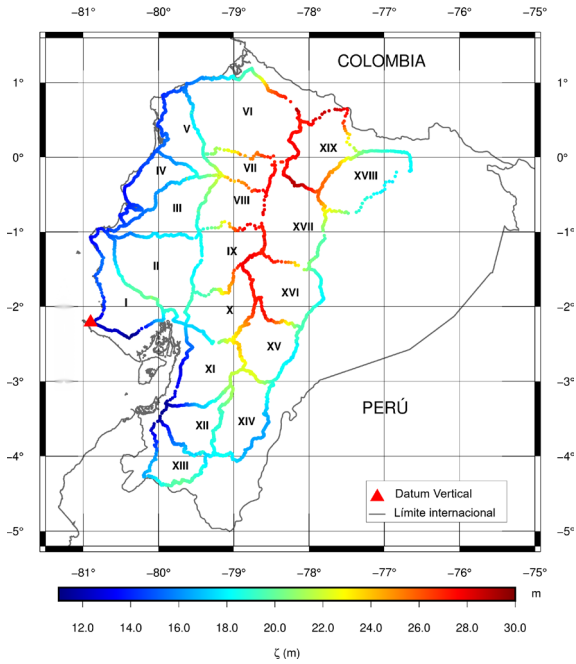 −81° −80° −79° −78° −77° −76° −75°
COLOMBIA
1° 1°
VI
V
XIX
0° 0°
IV VII
XVIII
III VIII
XVII
−1° −1°
IX
II
XVI
I X
−2° −2°
XV
XI
−3° −3°
PERÚ
XII XIV
−4° −4°
XIII
Datum Vertical
Límite internacional
−5° −5°
−81° −80° −79° −78° −77° −76° −75°
m
12.0 14.0 16.0 18.0 20.0 22.0 24.0 26.0 28.0 30.0
ζ (m)